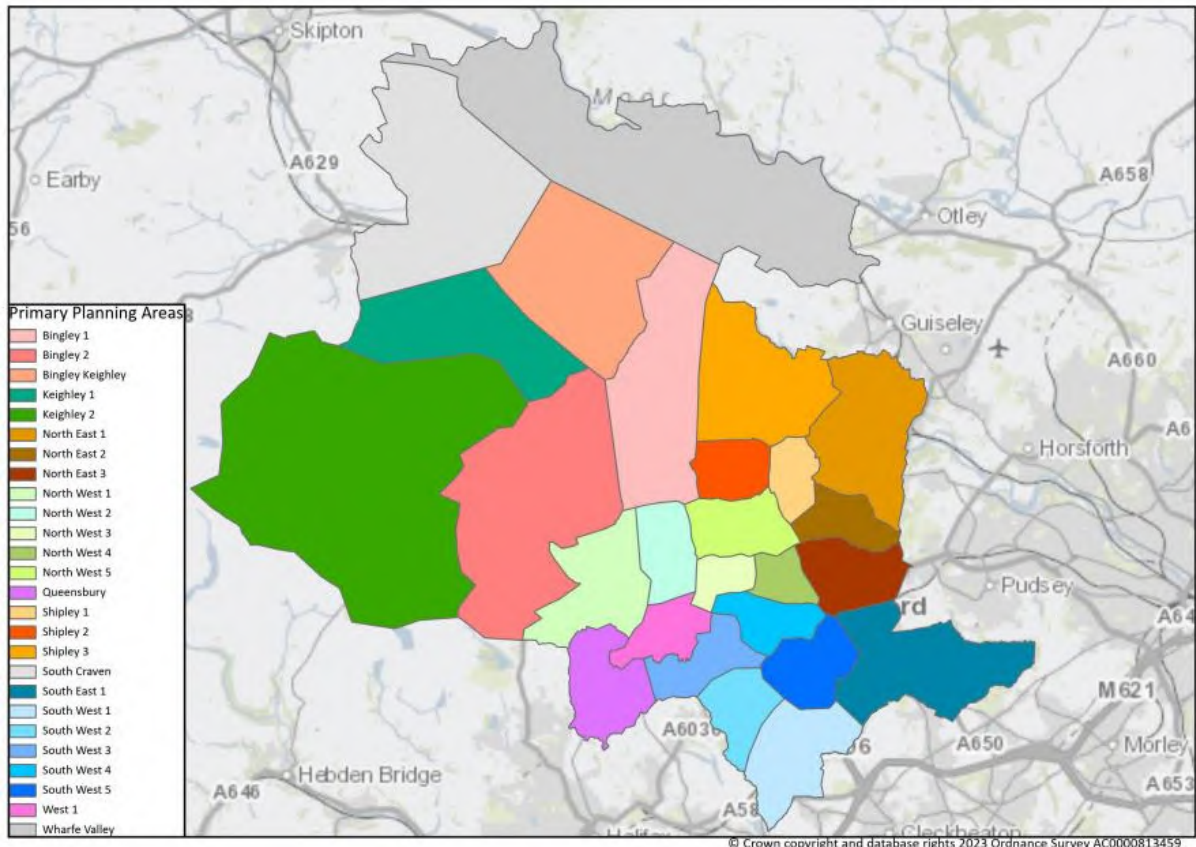 Skipton
Moor
A629
Earby
A658
Otley
56
Primary Planning Areas
Bingley 1
Bingley 2
Bingley Keighley
Keighley 1
Keighley 2
North East 1
North East 2
North East 3
North West 1
North West 2
North West 3
North West 4
North West 5
Queensbury
Shipley 1
Shipley 2
Shipley 3
South Craven
South East 1
South West 1
South West 2
South West 3
South West 4
South West 5
West 1
Wharfe Valley
Guiseley
A660
A6
Horsforth
Pudsey
rd
A64
M621
A603
A650
Morley
Hebden Bridge
A646
A653
A58
Halifax
Cleckheaton
© Crown copyright and database rights 2023 Ordnance Survey AC0000813459